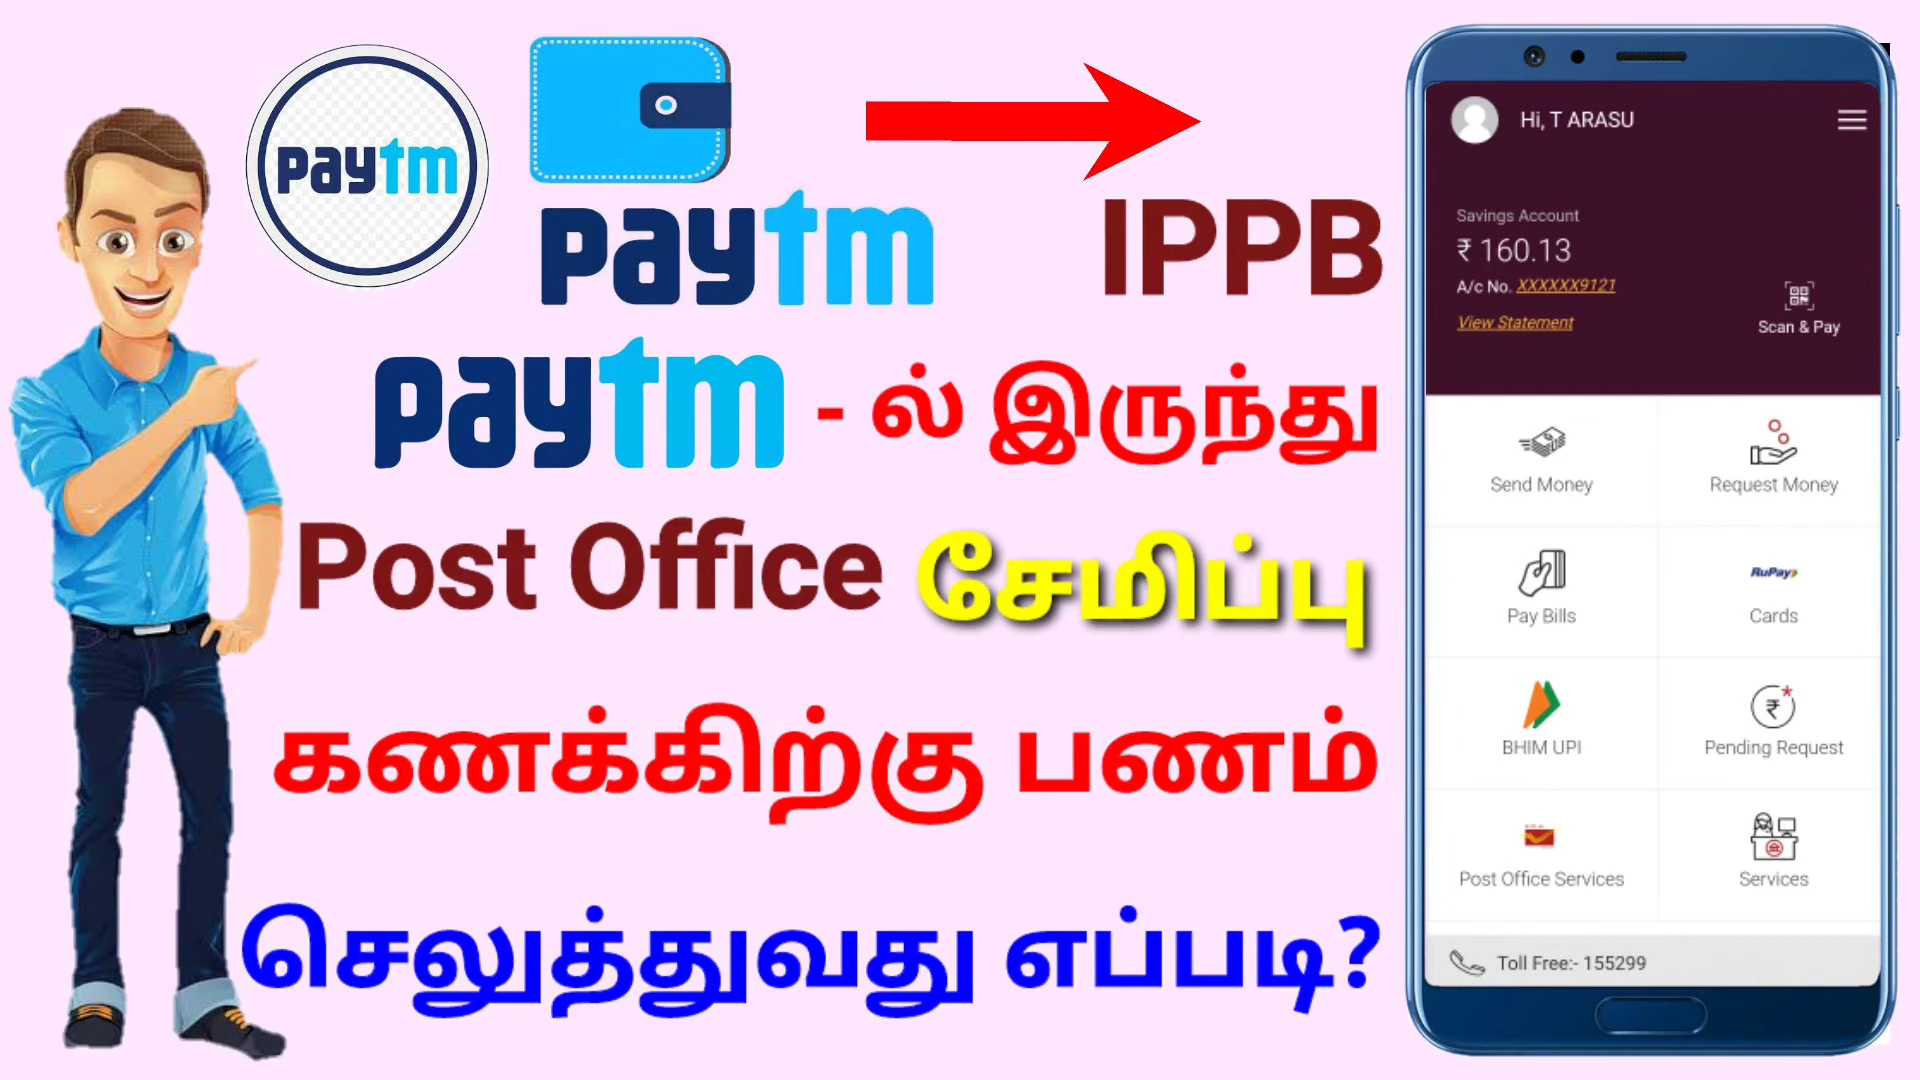 paytm
paytm
IPPB
paytm - ல் இருந்து
Post Office சேமிப்பு
கணக்கிற்கு பணம்
செலுத்துவது எப்படி?
Hi, T ARASU
Savings Account
₹ 160.13
A/c No. XXXXXX9121
View Statement
Scan & Pay
Send Money
Request Money
Pay Bills
RuPay
Cards
BHIM UPI
Pending Request
Post Office Services
Services
Toll Free:- 155299